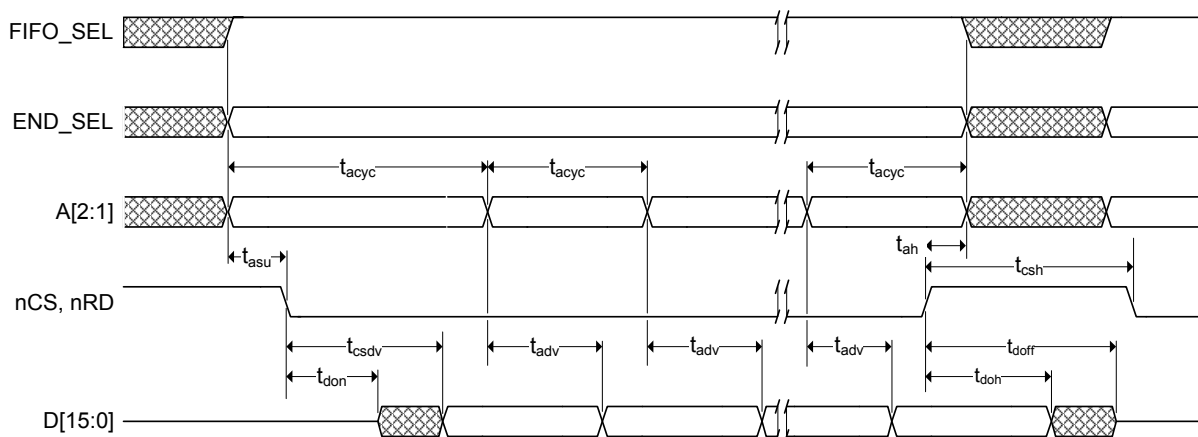 FIFO_SEL
END_SEL
tacyc tacyc tacyc
A[2:1]
tasu tah tcsh
nCS, nRD
tcsdv tadv tadv tadv tdoff
tdon tdoh
D[15:0]